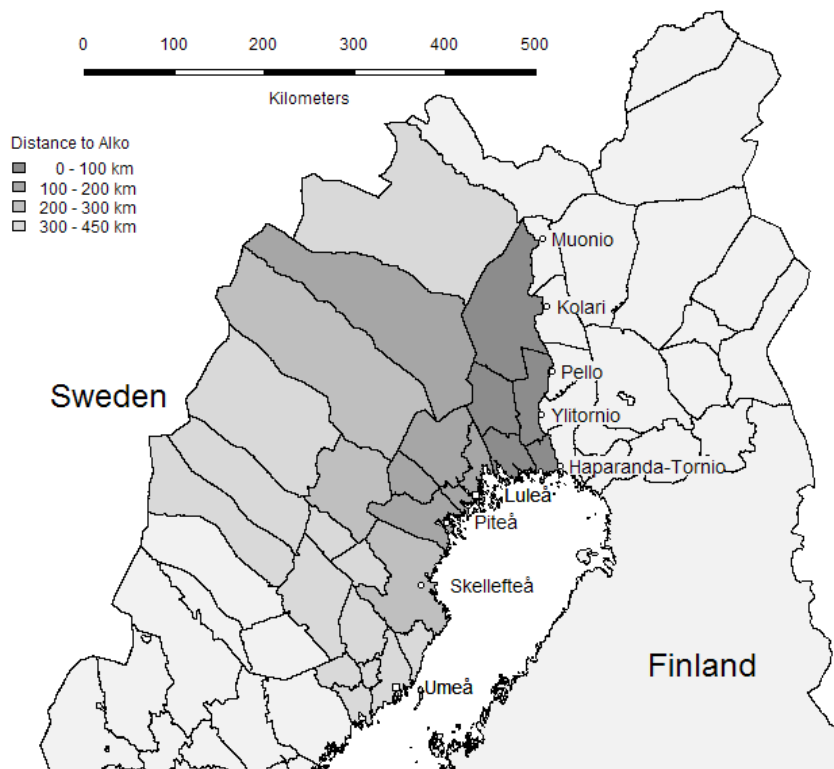 0 100 200 300 400 500
Kilometers
Distance to Alko
0 - 100 km
100 - 200 km
200 - 300 km
300 - 450 km
Muonio
Kolari
Pello
Sweden
Ylitornio
Haparanda-Tornio
Luleå
Piteå
Skellefteå
Finland
Umeå